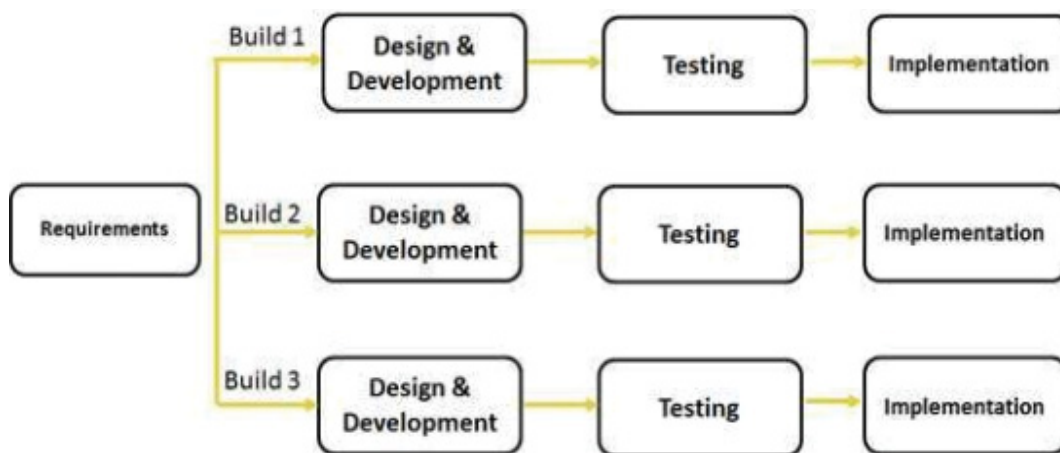 Build 1
Design &
Development
Testing
Implementation
Requirements
Build 2
Design &
Development
Testing
Implementation
Build 3
Design &
Development
Testing
Implementation